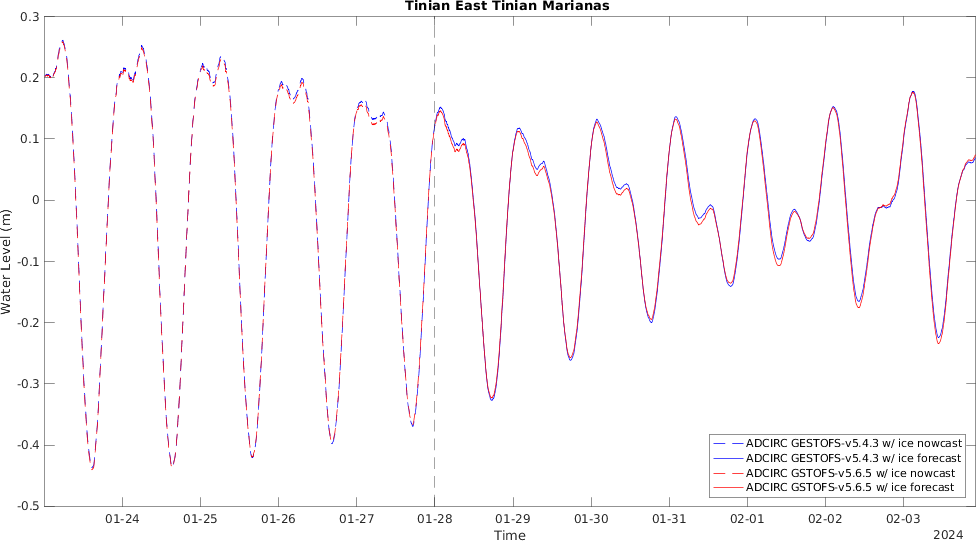 Tinian East Tinian Marianas
0.3
0.2
0.1
0
-0.1
-0.2
-0.3
-0.4
-0.5
Water Level (m)
ADCIRC GESTOFS-v5.4.3 w/ ice nowcast
ADCIRC GESTOFS-v5.4.3 w/ ice forecast
ADCIRC GSTOFS-v5.6.5 w/ ice nowcast
ADCIRC GSTOFS-v5.6.5 w/ ice forecast
01-24 01-25 01-26 01-27 01-28 01-29 01-30 01-31 02-01 02-02 02-03
Time
2024